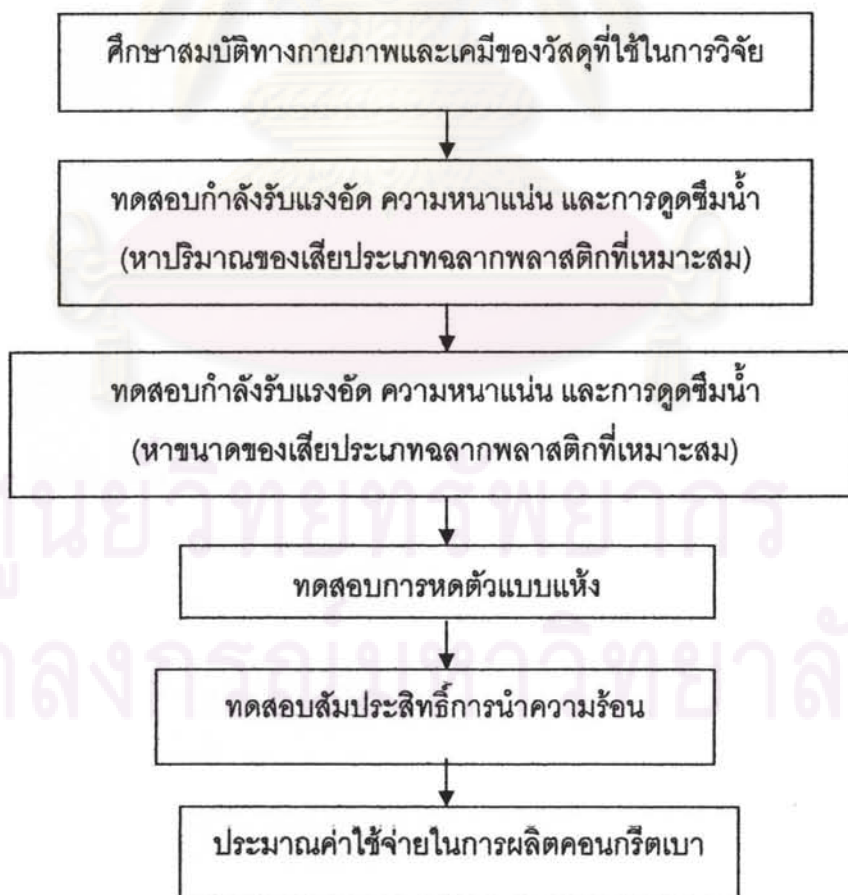 ศึกษาสมบัติทางกายภาพและเคมีของวัสดุที่ใช้ในการวิจัย
ทดสอบกำลังรับแรงอัด ความหนาแน่น และการดูดซึมน้ำ
(หาปริมาณของเสียประเภทฉลากพลาสติกที่เหมาะสม)
ทดสอบกำลังรับแรงอัด ความหนาแน่น และการดูดซึมน้ำ
(หาขนาดของเสียประเภทฉลากพลาสติกที่เหมาะสม)
ศูนย์วิทยทรัพยากร
ทดสอบการหดตัวแบบแห้ง
ทดสอบสัมประสิทธิ์การนำความร้อน
ประมาณค่าใช้จ่ายในการผลิตคอนกรีตเบา